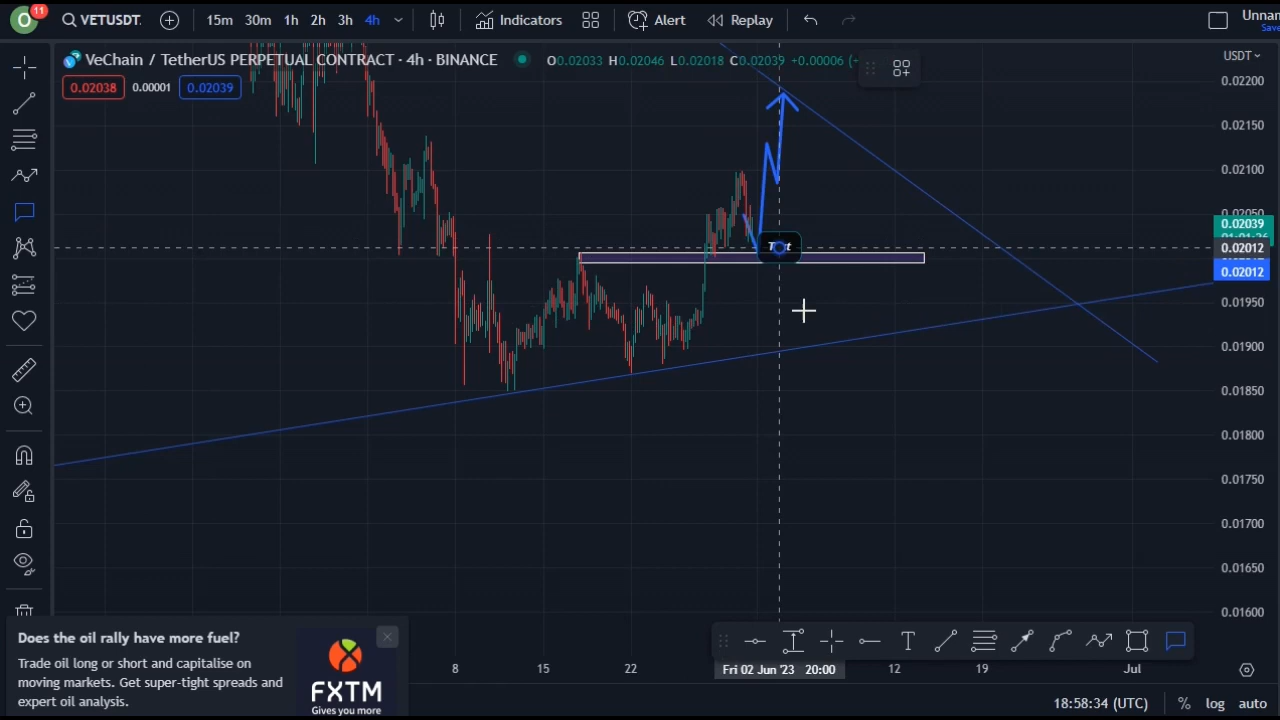 11
VETUSDT.
15m 30m 1h 2h 3h 4h
Indicators
Alert
Replay
Unnan
Save
VeChain / TetherUS PERPETUAL CONTRACT · 4h · BINANCE
O0.02033 H0.02046 L0.02018 C0.02039 +0.00006 (+
0.02038 0.00001 0.02039
USDT
0.02200
0.02150
0.02100
0.02050
0.02039
0.02012
0.02012
0.01950
0.01900
0.01850
0.01800
0.01750
0.01700
0.01650
0.01600
8 15 22 Fri 02 Jun '23 20:00 12 19 Jul
18:58:34 (UTC) % log auto
Does the oil rally have more fuel?
Trade oil long or short and capitalise on
moving markets. Get super-tight spreads and
expert oil analysis.
FXTM
Gives you more